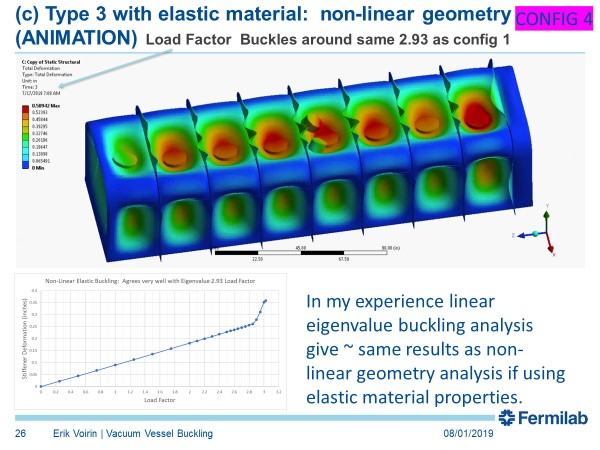 (c) Type 3 with elastic material: non-linear geometry
CONFIG 4
(ANIMATION) Load Factor Buckles around same 2.93 as config 1
C: Copy of Static Structural
Total Deformation
Type: Total Deformation
Unit: in
Time: 3
7/17/2019 7:08 AM
0.58942 Max
0.52393
0.45844
0.39295
0.32746
0.26196
0.19647
0.13098
0.065491
0 Min
0.00
45.00
90.00 (in)
22.50
67.50
Y
Z
X
Non-Linear Elastic Buckling: Agrees very well with Eigenvalue 2.93 Load Factor
Stiffener Deformation (inches)
0.4
0.35
0.3
0.25
0.2
0.15
0.1
0.05
0
0 0.2 0.4 0.6 0.8 1 1.2 1.4 1.6 1.8 2 2.2 2.4 2.6 2.8 3 3.2
Load Factor
In my experience linear
eigenvalue buckling analysis
give ~ same results as non-
linear geometry analysis if using
elastic material properties.
Fermilab
26 Erik Voirin | Vacuum Vessel Buckling 08/01/2019